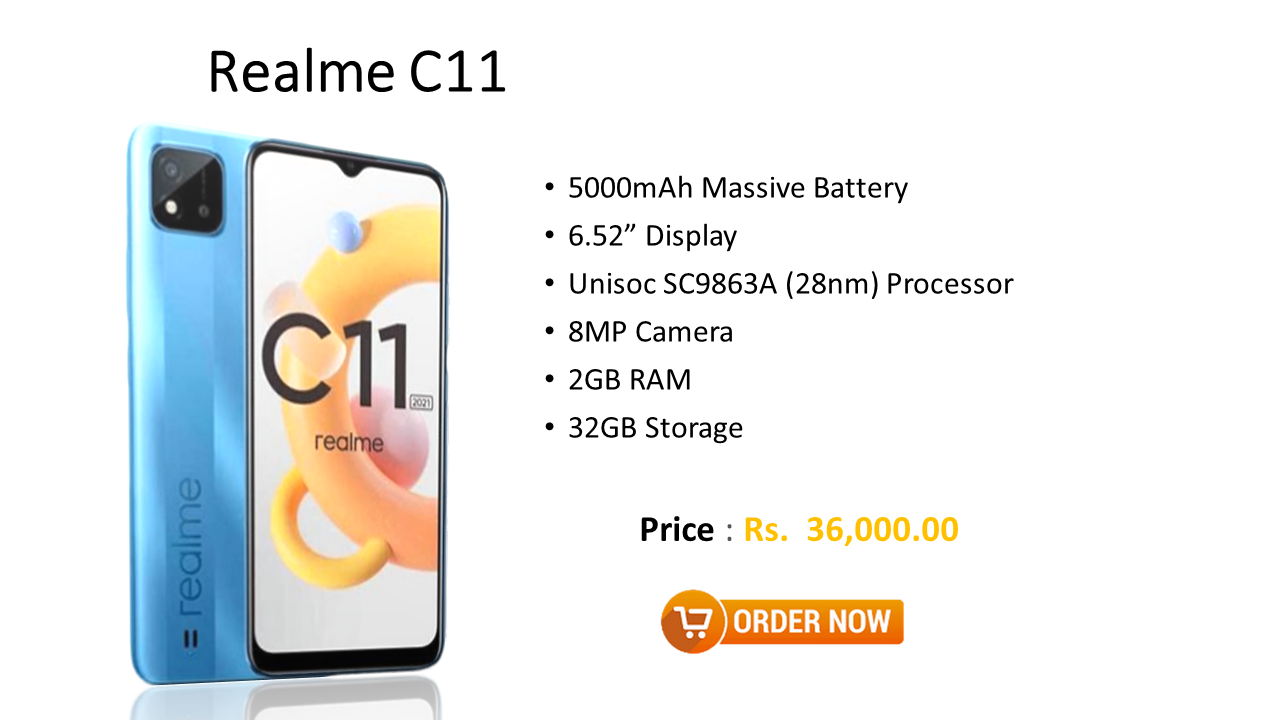 Realme C11
• 5000mAh Massive Battery
• 6.52” Display
• Unisoc SC9863A (28nm) Processor
• 8MP Camera
• 2GB RAM
• 32GB Storage
Price : Rs. 36,000.00
ORDER NOW
C11
2021
realme
realme